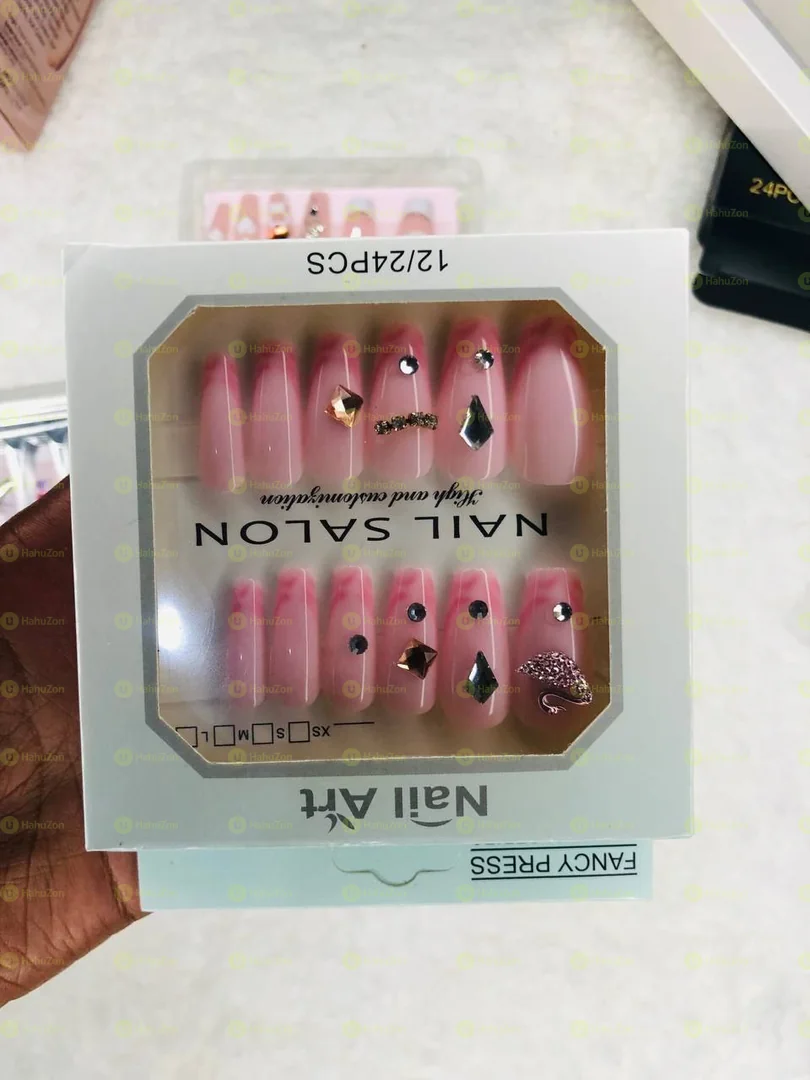 FANCY PRESS
Nail Art
XS □ S □ M □ L □
NAIL SALON
High and customization
12/24PCS
24PC
HahuZon